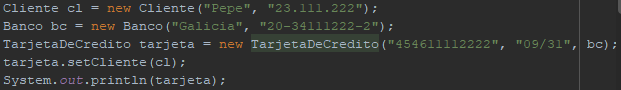 Cliente cl = new Cliente("Pepe", "23.111.222");
Banco bc = new Banco("Galicia", "20-34111222-2");
TarjetaDeCredito tarjeta = new TarjetaDeCredito("454611112222", "09/31", bc);
tarjeta.setCliente(cl);
System.out.println(tarjeta);